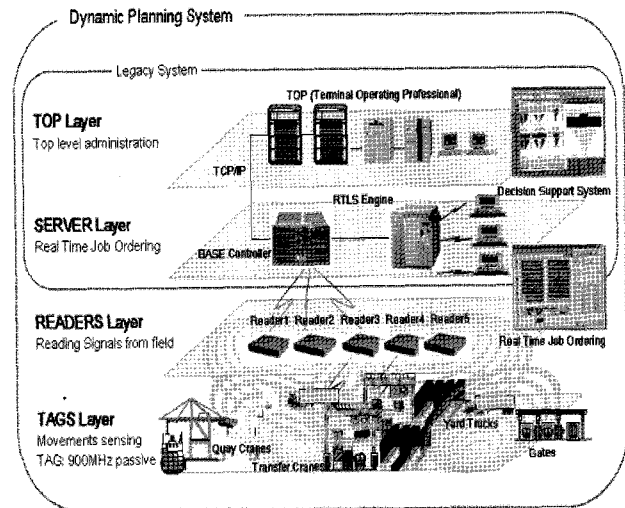 Dynamic Planning System
Legacy System
TOP (Terminal Operating Professional)
TOP Layer
Top level administration
TCP/IP
RTLS Engine
Decision Support System
SERVER Layer
Real Time Job Ordering
BASE Controller
READERS Layer
Reading Signals from field
Reader1 Reader2 Reader3 Reader4 Reader5
Real Time Job Ordering
TAGS Layer
Movements sensing
TAG: 900MHz passive
Quay Cranes
Transfer Cranes
Yard Trucks
Gates